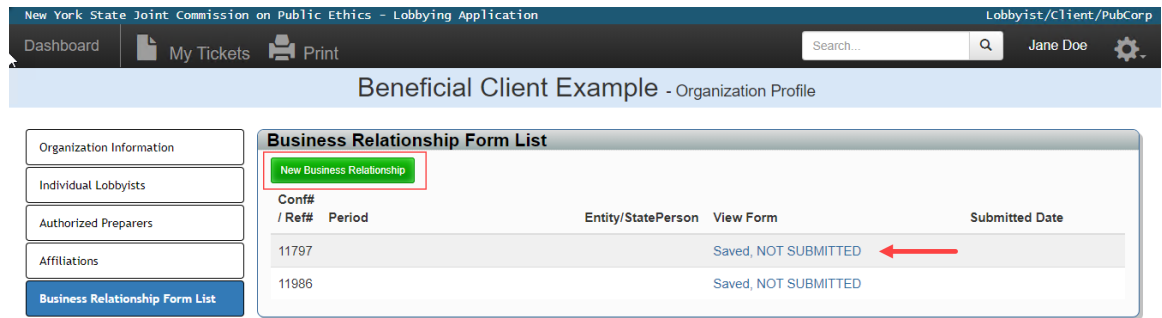 New York State Joint Commission on Public Ethics - Lobbying Application Lobbyist/Client/PubCorp
Dashboard My Tickets Print Search... Jane Doe
Beneficial Client Example - Organization Profile
Organization Information
Individual Lobbyists
Authorized Preparers
Affiliations
Business Relationship Form List
Business Relationship Form List
New Business Relationship
Conf#
/ Ref# Period Entity/StatePerson View Form Submitted Date
11797 Saved, NOT SUBMITTED
11986 Saved, NOT SUBMITTED